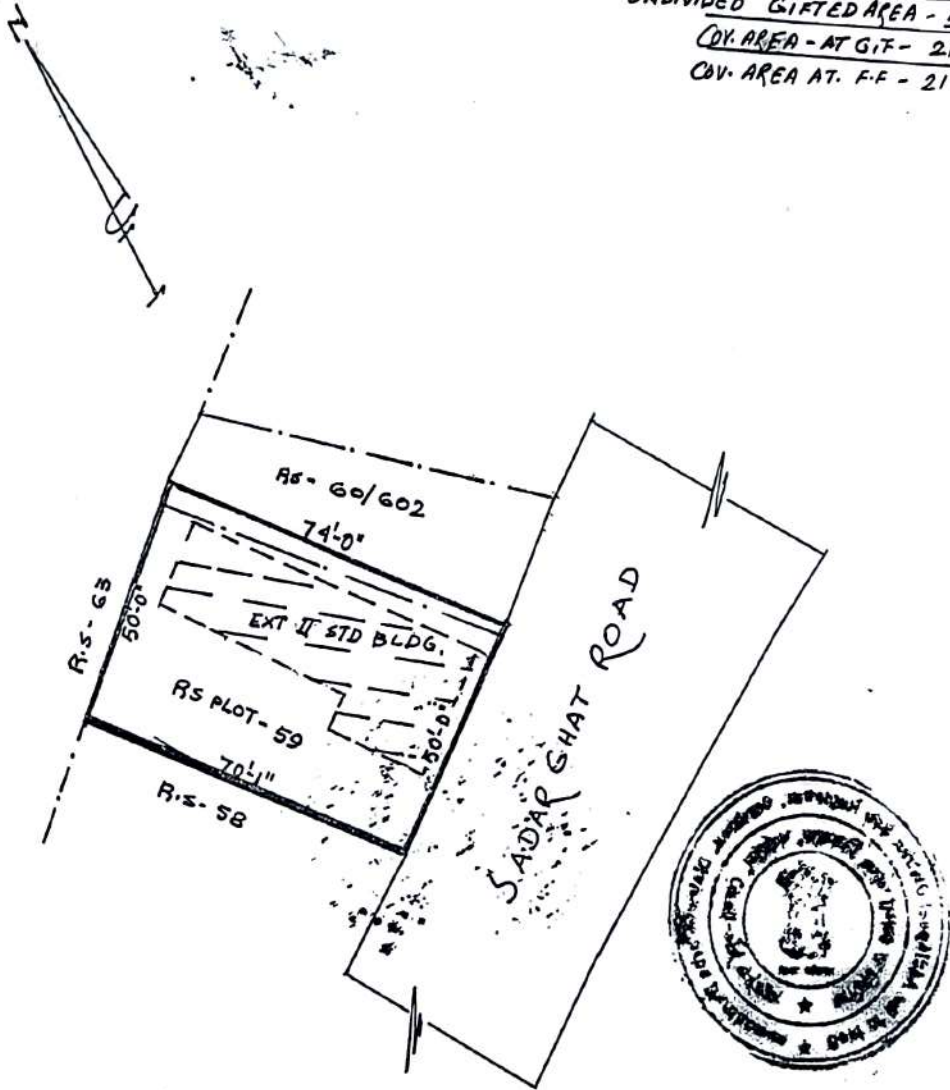 UNDIVIDED GIFTED AREA -
COV. AREA - AT G.F - 21
COV. AREA AT. F.F - 21
N
RS - 60/602
74'-0"
R.S - 63
50'-0"
EXT II STD BLDG.
RS PLOT - 59
50'-0"
70'-1"
R.S - 58
SADAR GHAT ROAD